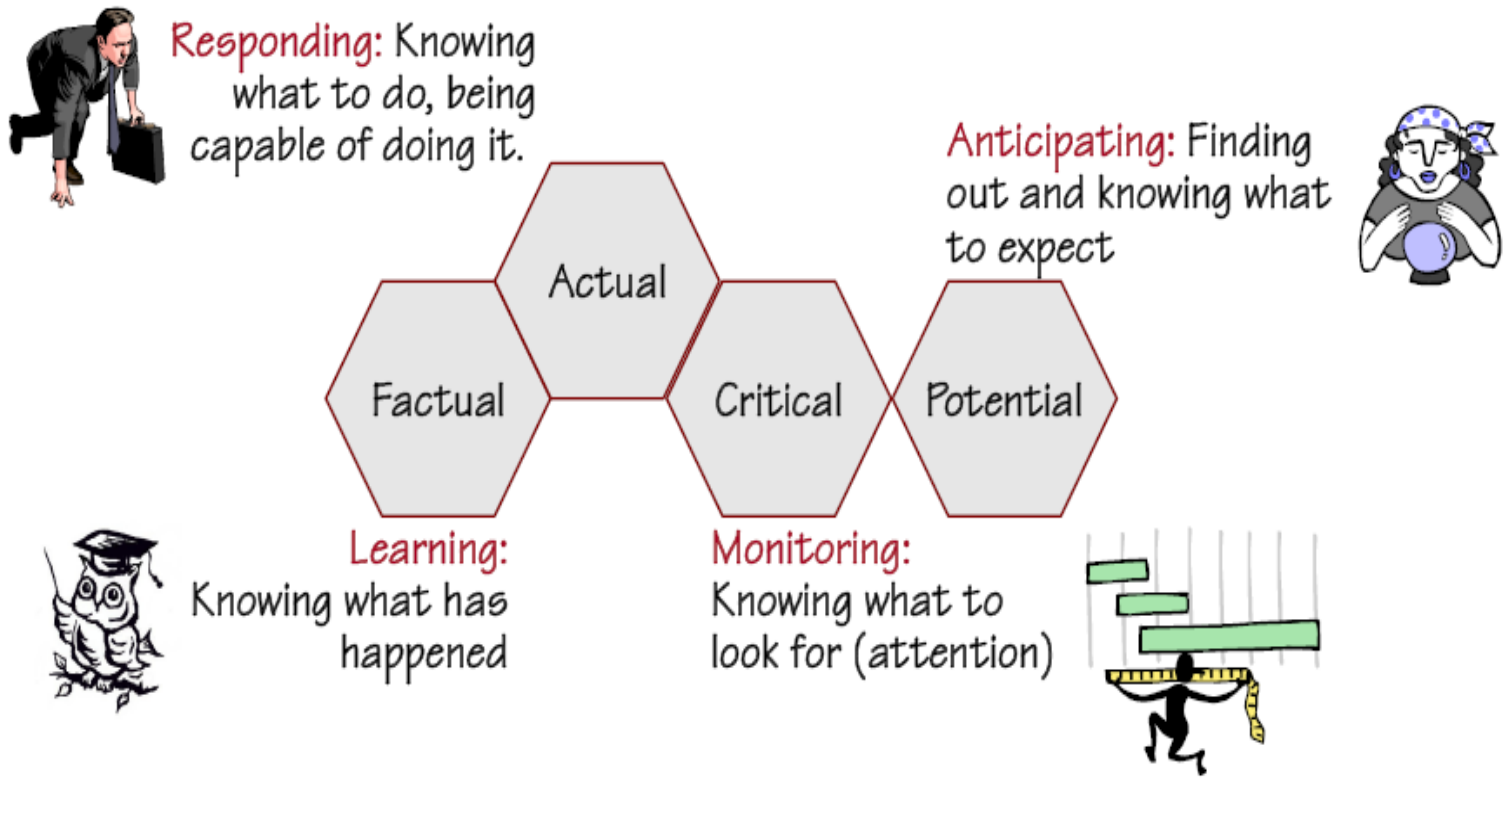 Responding: Knowing
what to do, being
capable of doing it.
Anticipating: Finding
out and knowing what
to expect
Actual
Factual
Critical
Potential
Learning:
Knowing what has
happened
Monitoring:
Knowing what to
look for (attention)